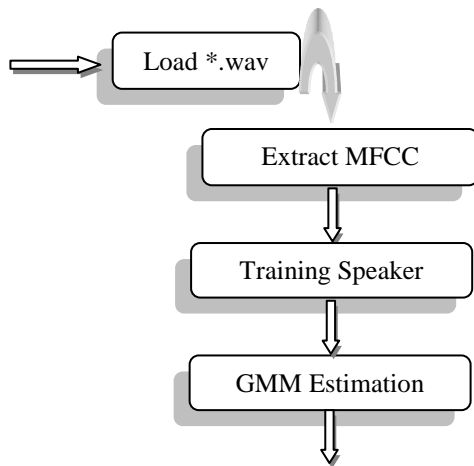 Load *.wav
Extract MFCC
Training Speaker
GMM Estimation